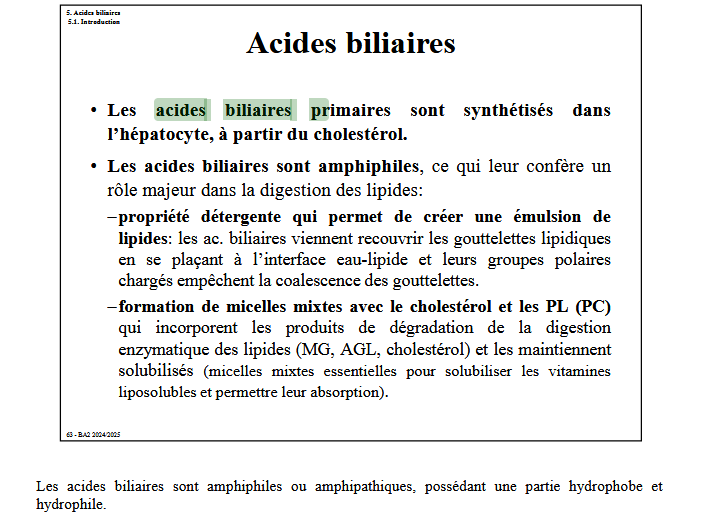 5. Acides biliaires
5.1. Introduction
Acides biliaires
• Les acides biliaires primaires sont synthétisés dans
l’hépatocyte, à partir du cholestérol.
• Les acides biliaires sont amphiphiles, ce qui leur confère un
rôle majeur dans la digestion des lipides:
–propriété détergente qui permet de créer une émulsion de
lipides: les ac. biliaires viennent recouvrir les gouttelettes lipidiques
en se plaçant à l’interface eau-lipide et leurs groupes polaires
chargés empêchent la coalescence des gouttelettes.
–formation de micelles mixtes avec le cholestérol et les PL (PC)
qui incorporent les produits de dégradation de la digestion
enzymatique des lipides (MG, AGL, cholestérol) et les maintiennent
solubilisés (micelles mixtes essentielles pour solubiliser les vitamines
liposolubles et permettre leur absorption).
63 - BA2 2024/2025
Les acides biliaires sont amphiphiles ou amphipathiques, possédant une partie hydrophobe et
hydrophile.